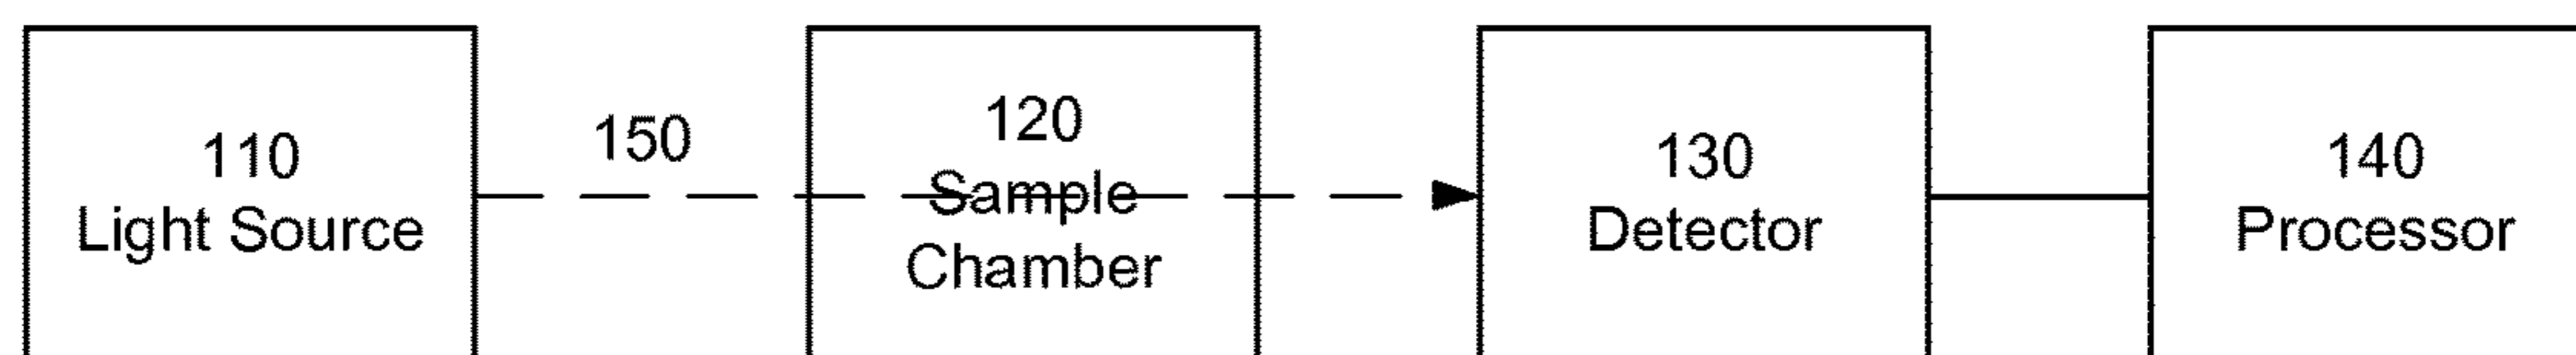 110
Light Source
150
120
Sample
Chamber
130
Detector
140
Processor